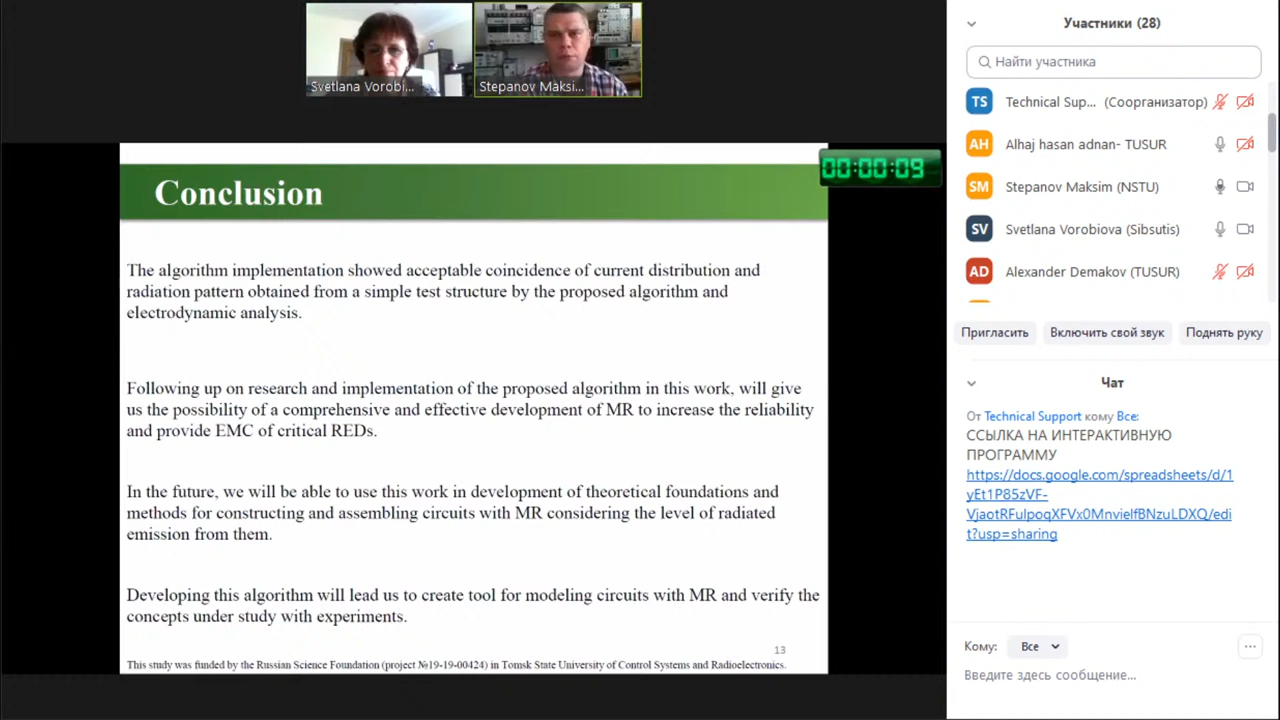 Svetlana Vorobi...
Stepanov Maksi...
00:00:09
Conclusion
The algorithm implementation showed acceptable coincidence of current distribution and
radiation pattern obtained from a simple test structure by the proposed algorithm and
electrodynamic analysis.
Following up on research and implementation of the proposed algorithm in this work, will give
us the possibility of a comprehensive and effective development of MR to increase the reliability
and provide EMC of critical REDs.
In the future, we will be able to use this work in development of theoretical foundations and
methods for constructing and assembling circuits with MR considering the level of radiated
emission from them.
Developing this algorithm will lead us to create tool for modeling circuits with MR and verify the
concepts under study with experiments.
13
This study was funded by the Russian Science Foundation (project №19-19-00424) in Tomsk State University of Control Systems and Radioelectronics.
Участники (28)
Найти участника
TS Technical Sup... (Соорганизатор)
AH Alhaj hasan adnan- TUSUR
SM Stepanov Maksim (NSTU)
SV Svetlana Vorobiova (Sibsutis)
AD Alexander Demakov (TUSUR)
Пригласить Включить свой звук Поднять руку
Чат
От Technical Support кому Все:
ССЫЛКА НА ИНТЕРАКТИВНУЮ
ПРОГРАММУ
https://docs.google.com/spreadsheets/d/1
yEt1P85zVF-
VjaotRFuIpoqXFVx0MnvieIfBNzuLDXQ/edi
t?usp=sharing
Кому: Все
Введите здесь сообщение...